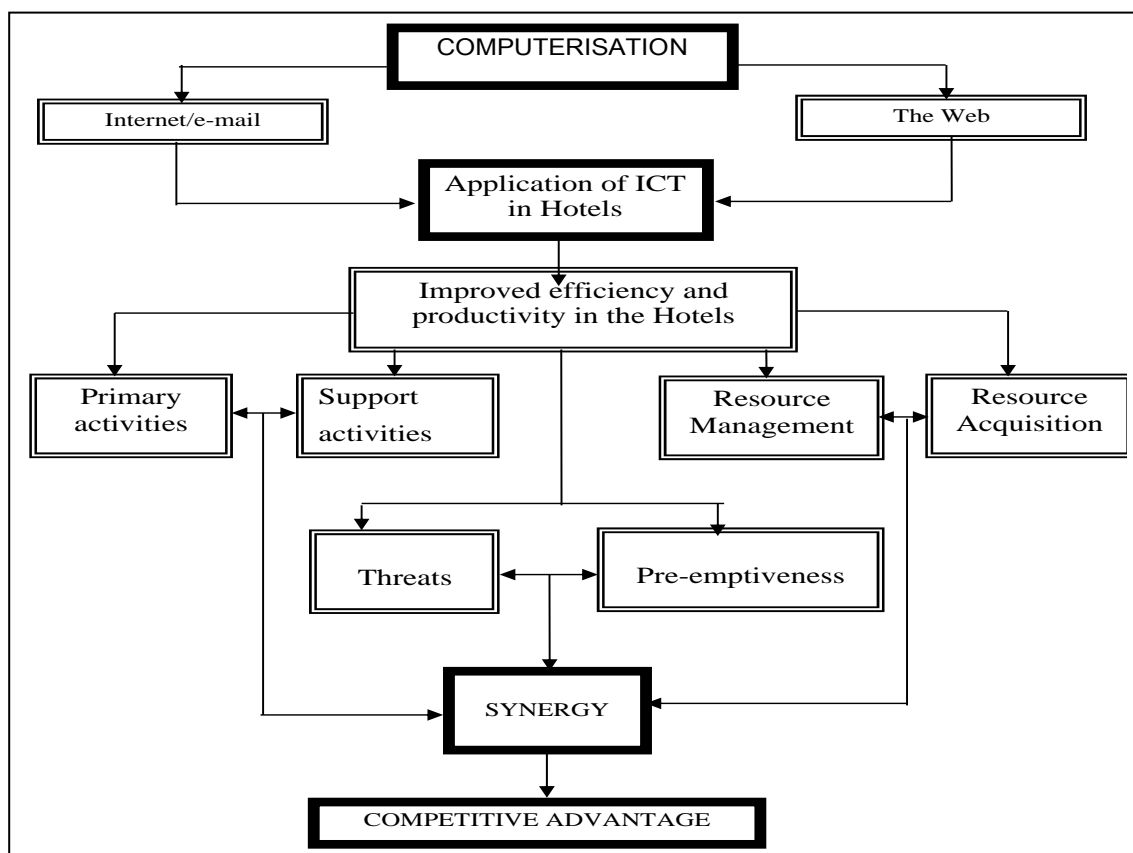 COMPUTERISATION
Internet/e-mail
The Web
Application of ICT
in Hotels
Improved efficiency and
productivity in the Hotels
Primary
activities
Support
activities
Resource
Management
Resource
Acquisition
Threats
Pre-emptiveness
SYNERGY
COMPETITIVE ADVANTAGE